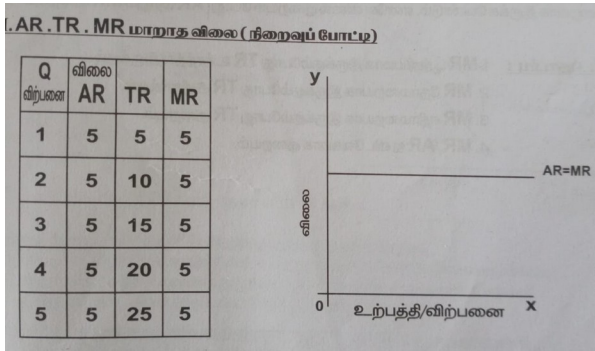 1.AR .TR . MR மாறாத விலை ( நிறைவுப் போட்டி)
Q விலை
விற்பனை AR TR MR
1 5 5 5
2 5 10 5
3 5 15 5
4 5 20 5
5 5 25 5
y
AR=MR
விலை
0 உற்பத்தி/விற்பனை x